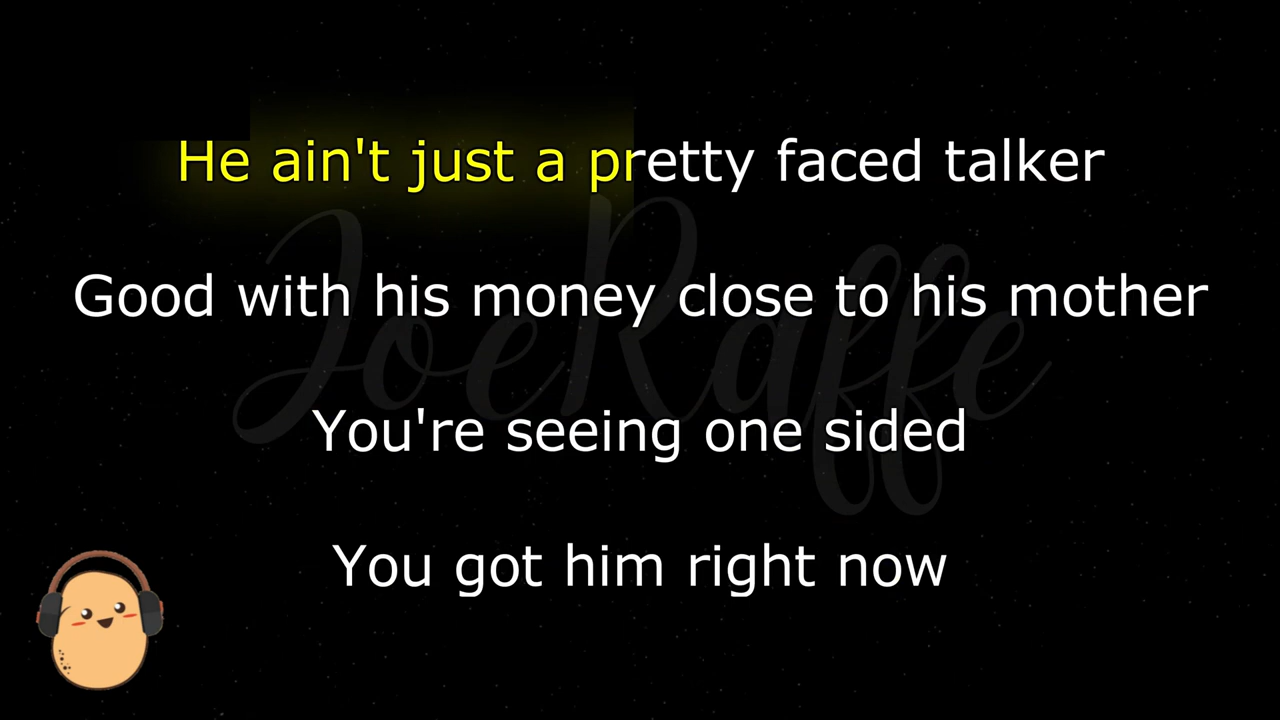 He ain't just a pretty faced talker
Good with his money close to his mother
JoeRaffe
You're seeing one sided
You got him right now